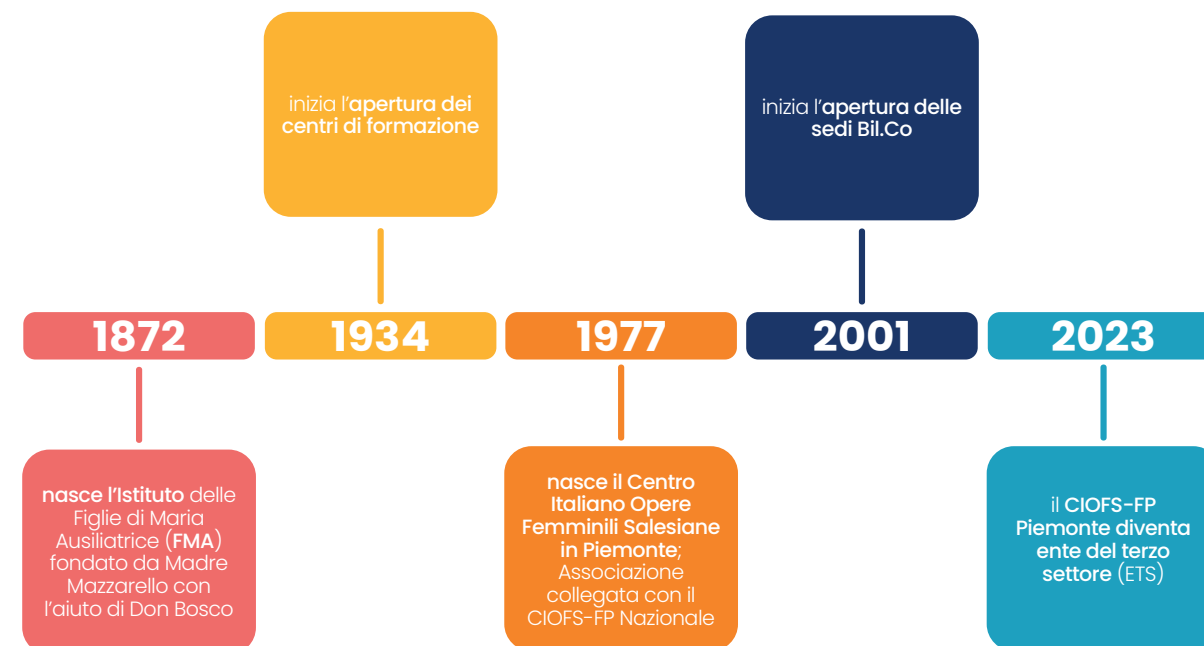 inizia l'apertura dei
centri di formazione
inizia l'apertura delle
sedi Bil.Co
1872
1934
1977
2001
2023
nasce l'Istituto delle
Figlie di Maria
Ausiliatrice (FMA)
fondato da Madre
Mazzarello con
l'aiuto di Don Bosco
nasce il Centro
Italiano Opere
Femminili Salesiane
in Piemonte;
Associazione
collegata con il
CIOFS-FP Nazionale
il CIOFS-FP
Piemonte diventa
ente del terzo
settore (ETS)